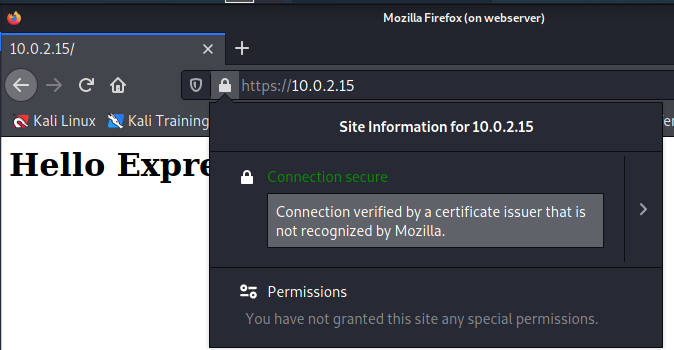 Mozilla Firefox (on webserver)
10.0.2.15/
https://10.0.2.15
Kali Linux Kali Training
Site Information for 10.0.2.15
Hello Expre
Connection secure
Connection verified by a certificate issuer that is
not recognized by Mozilla.
Permissions
You have not granted this site any special permissions.